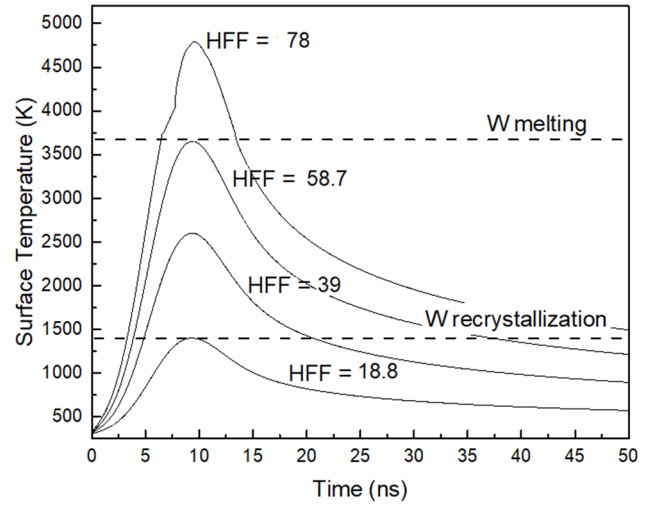 5000
4500
4000
3500
3000
2500
2000
1500
1000
500
Surface Temperature (K)
HFF = 78
W melting
HFF = 58.7
HFF = 39
W recrystallization
HFF = 18.8
0 5 10 15 20 25 30 35 40 45 50
Time (ns)